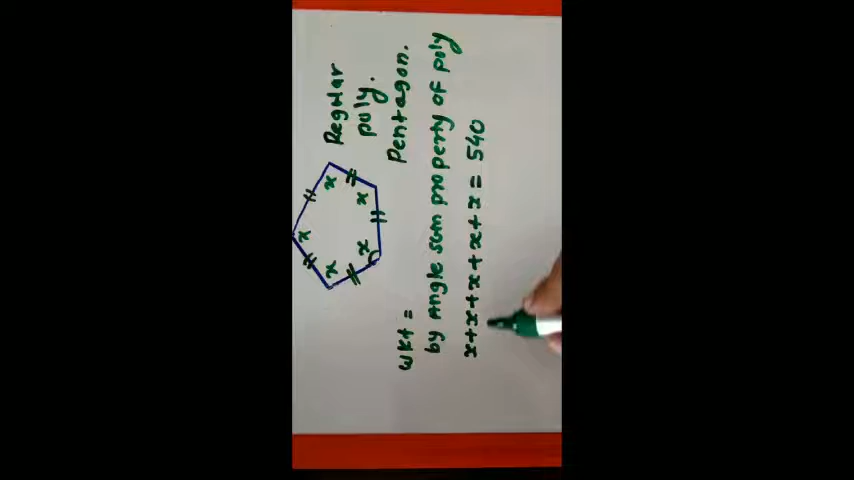 Regular
poly.
Pentagon.
x
x
x
x
x
WKT =
by Angle sum property of poly
x+x+x+x+x = 540